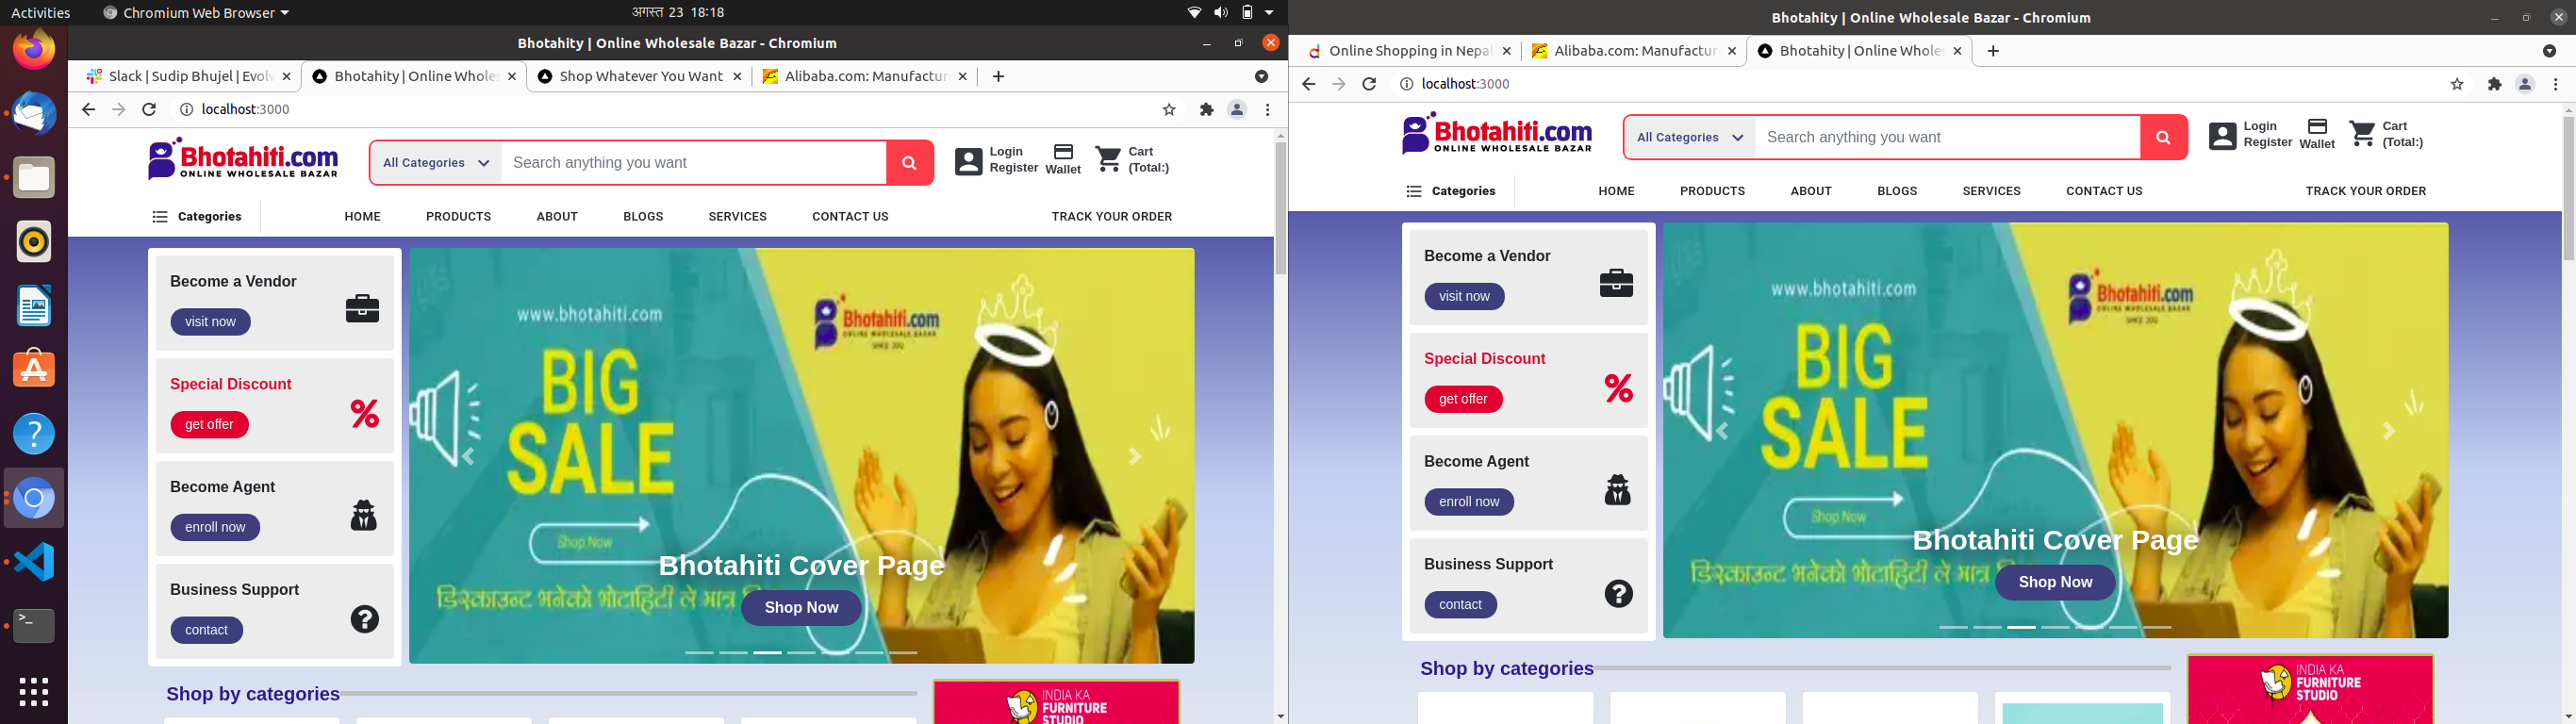 Activities
Chromium Web Browser
अगस्त 23 18:18
Bhotahity | Online Wholesale Bazar - Chromium
Slack | Sudip Bhujel | Evolv
Bhotahity | Online Wholes
Shop Whatever You Want
Alibaba.com: Manufactur
localhost:3000
Bhotahiti.com
ONLINE WHOLESALE BAZAR
All Categories
Search anything you want
Login
Register
Wallet
Cart
(Total:)
Categories
HOME
PRODUCTS
ABOUT
BLOGS
SERVICES
CONTACT US
TRACK YOUR ORDER
Become a Vendor
visit now
Special Discount
get offer
Become Agent
enroll now
Business Support
contact
www.bhotahiti.com
Bhotahiti.com
ONLINE WHOLESALE BAZAR
SINCE 2012
BIG
SALE
Shop Now
Bhotahiti Cover Page
डिस्काउन्ट भनेको भोटाहिटी ले मात्र
Shop Now
Shop by categories
INDIA KA
FURNITURE
STUDIO
Bhotahity | Online Wholesale Bazar - Chromium
Online Shopping in Nepal
Alibaba.com: Manufactur
Bhotahity | Online Wholes
localhost:3000
Bhotahiti.com
ONLINE WHOLESALE BAZAR
All Categories
Search anything you want
Login
Register
Wallet
Cart
(Total:)
Categories
HOME
PRODUCTS
ABOUT
BLOGS
SERVICES
CONTACT US
TRACK YOUR ORDER
Become a Vendor
visit now
Special Discount
get offer
Become Agent
enroll now
Business Support
contact
www.bhotahiti.com
Bhotahiti.com
ONLINE WHOLESALE BAZAR
SINCE 2012
BIG
SALE
Shop Now
Bhotahiti Cover Page
डिस्काउन्ट भनेको भोटाहिटी ले मात्र
Shop Now
Shop by categories
INDIA KA
FURNITURE
STUDIO